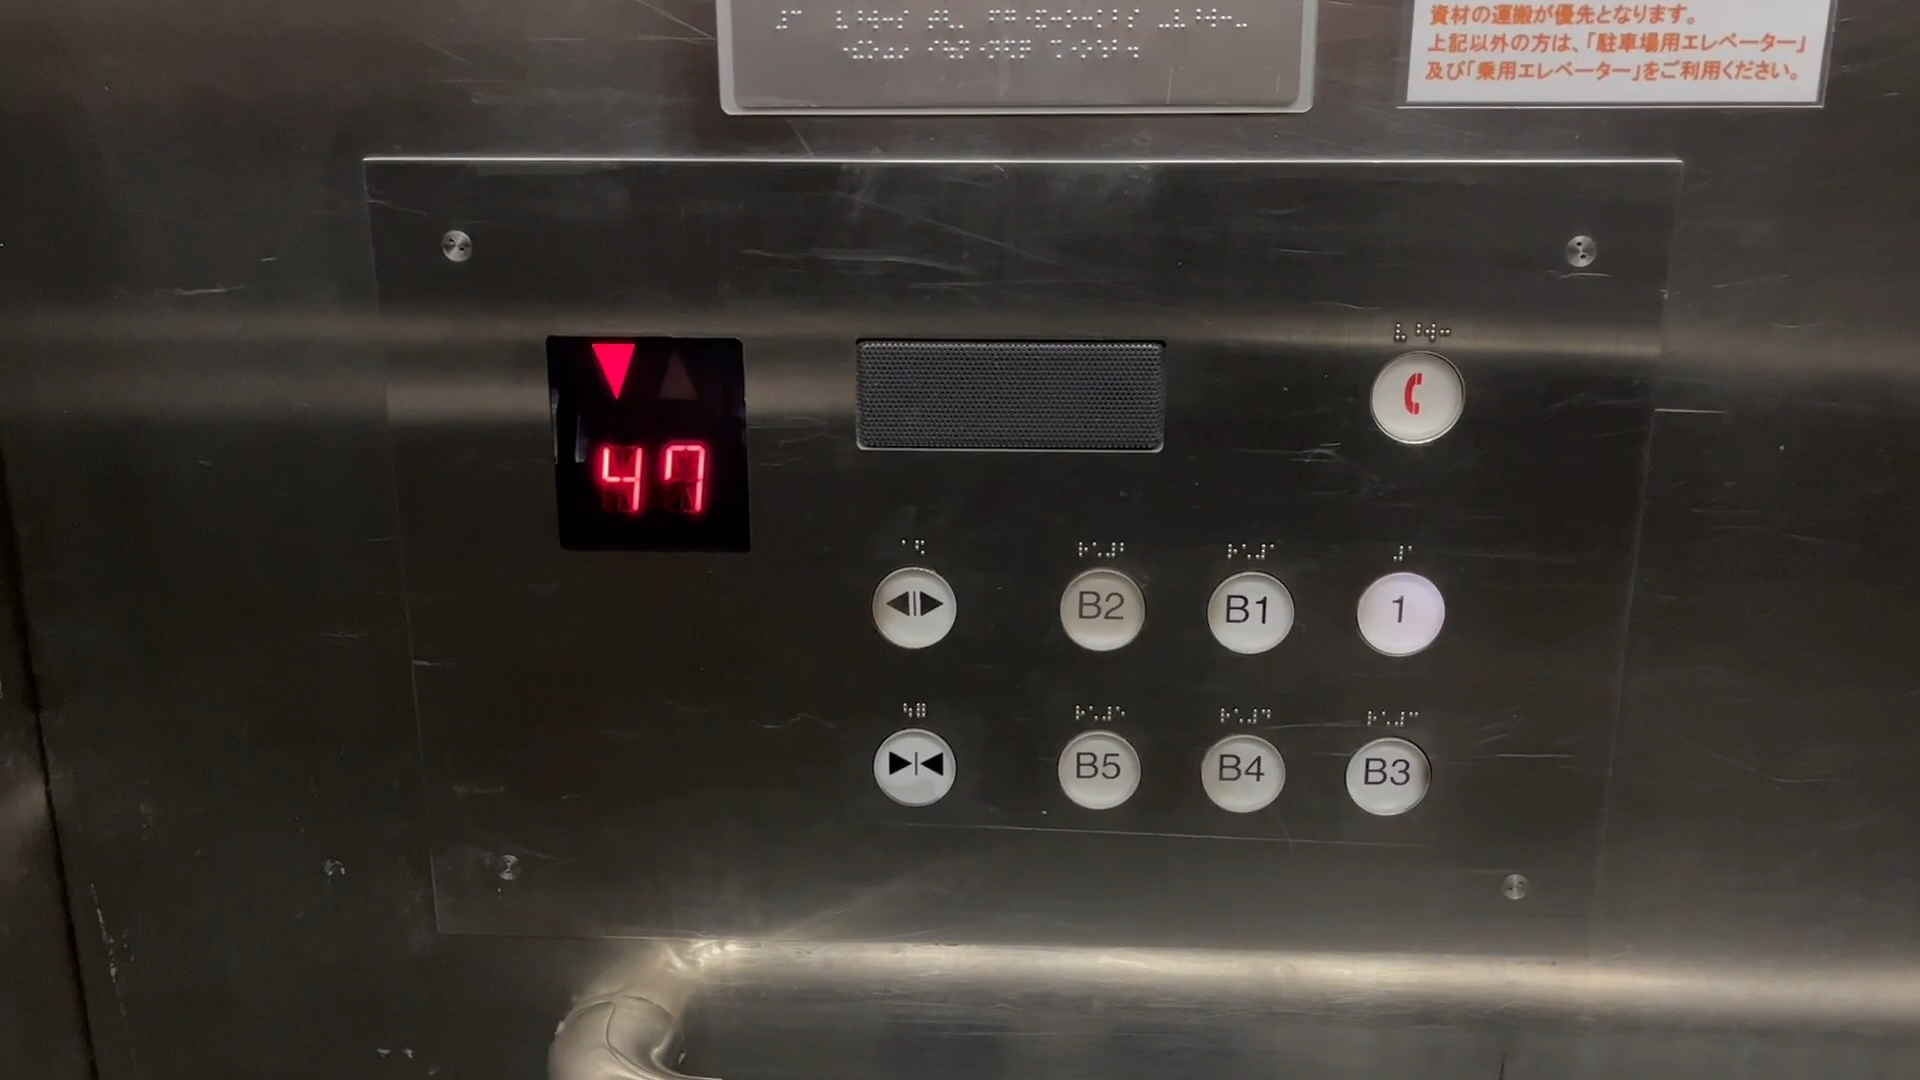 資材の運搬が優先となります。
上記以外の方は、「駐車場用エレベーター」
及び「乗用エレベーター」をご利用ください。
47
B2 B1 1
B5 B4 B3